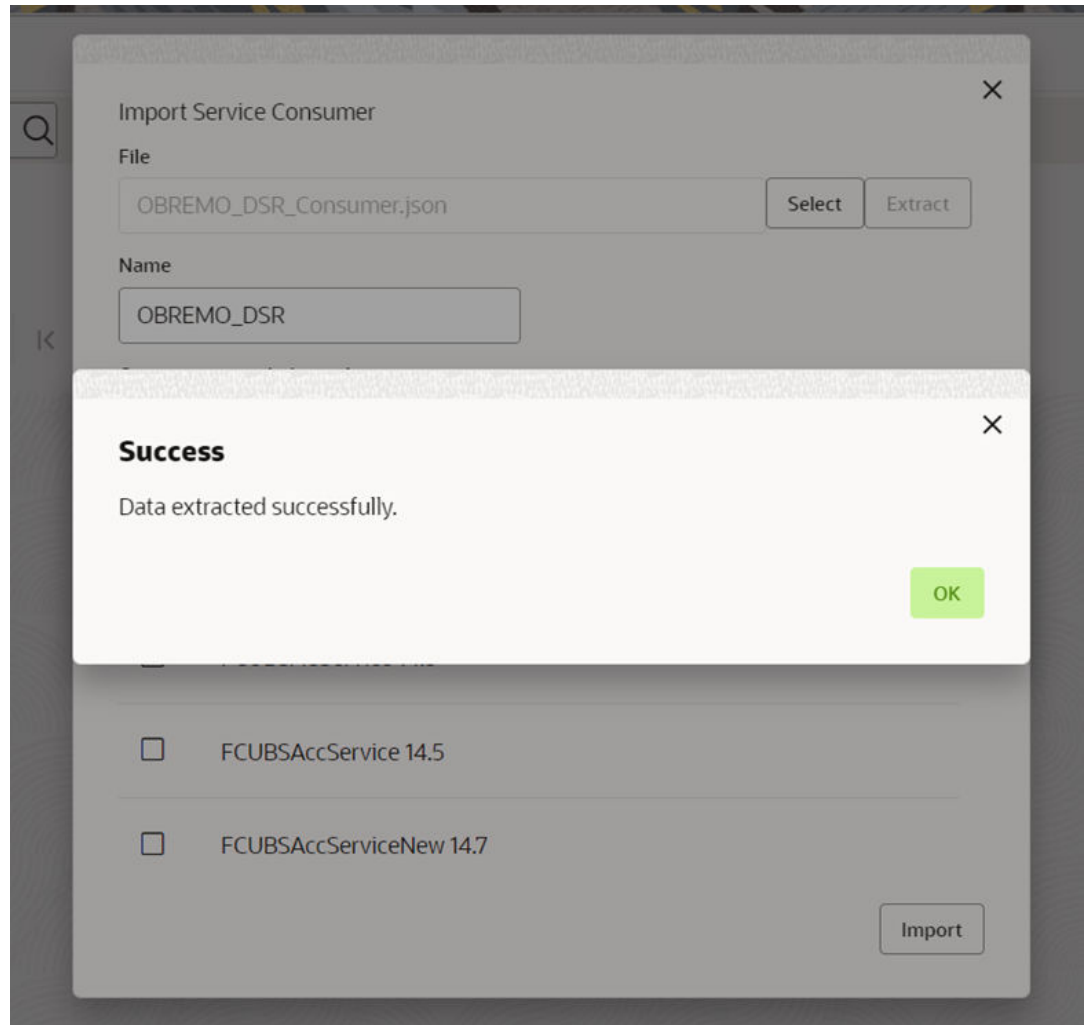 Import Service Consumer
File
OBREMO_DSR_Consumer.json
Select
Extract
Name
OBREMO_DSR
Success
Data extracted successfully.
OK
FCUBSAccService 14.5
FCUBSAccServiceNew 14.7
Import